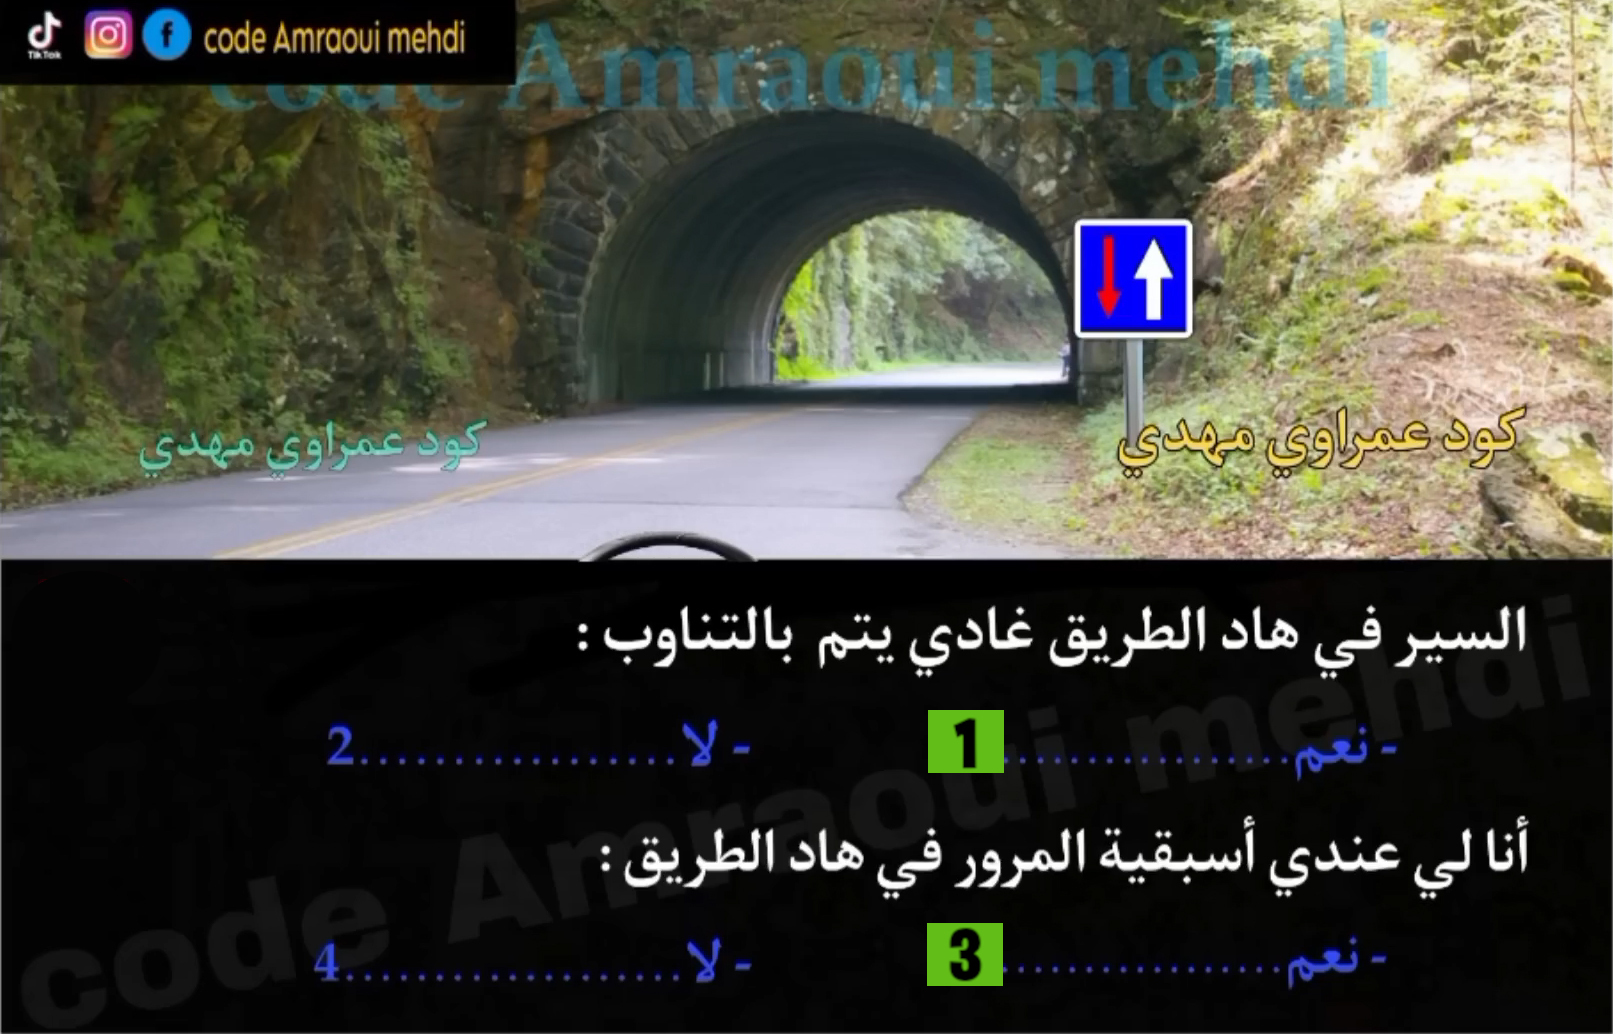 TikTok
code Amraoui mehdi
code Amraoui mehdi
كود عمراوي مهدي
كود عمراوي مهدي
السير في هاد الطريق غادي يتم بالتناوب :
- نعم................1 - لا.................2
أنا لي عندي أسبقية المرور في هاد الطريق :
- نعم................3 - لا..................4
code Amraoui mehdi